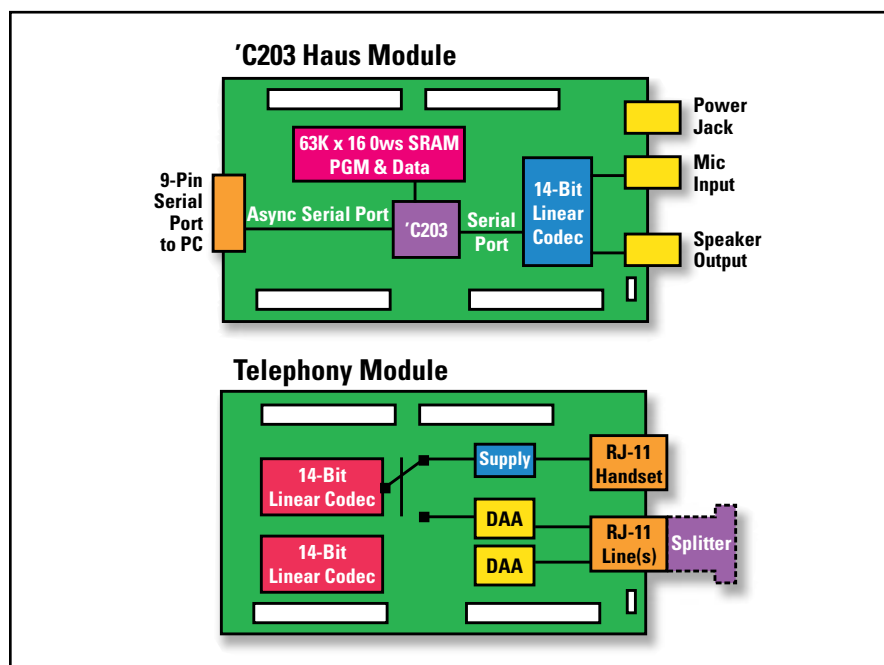 ’C203 Haus Module
63K x 16 0ws SRAM
PGM & Data
9-Pin
Serial
Port
to PC
Async Serial Port
’C203
Serial
Port
14-Bit
Linear
Codec
Power
Jack
Mic
Input
Speaker
Output
Telephony Module
14-Bit
Linear Codec
14-Bit
Linear Codec
Supply
DAA
DAA
RJ-11
Handset
RJ-11
Line(s)
Splitter